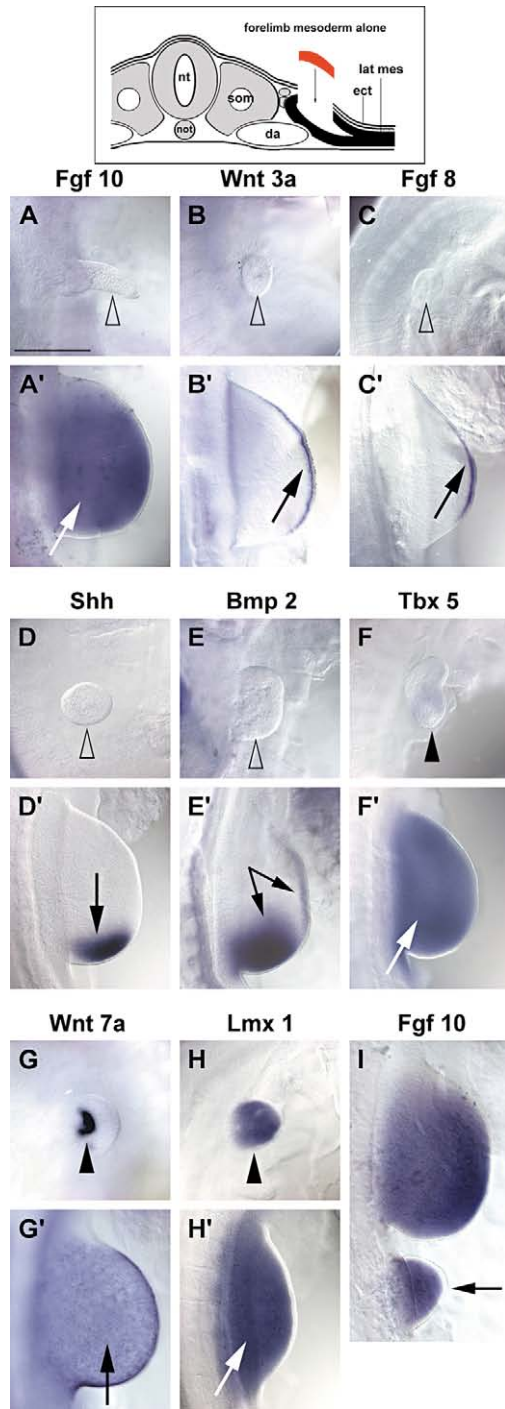 forelimb mesoderm alone
lat mes
ect
nt
som
not
da
Fgf 10 Wnt 3a Fgf 8
A B C
A' B' C'
Shh Bmp 2 Tbx 5
D E F
D' E' F'
Wnt 7a Lmx 1 Fgf 10
G H I
G' H'